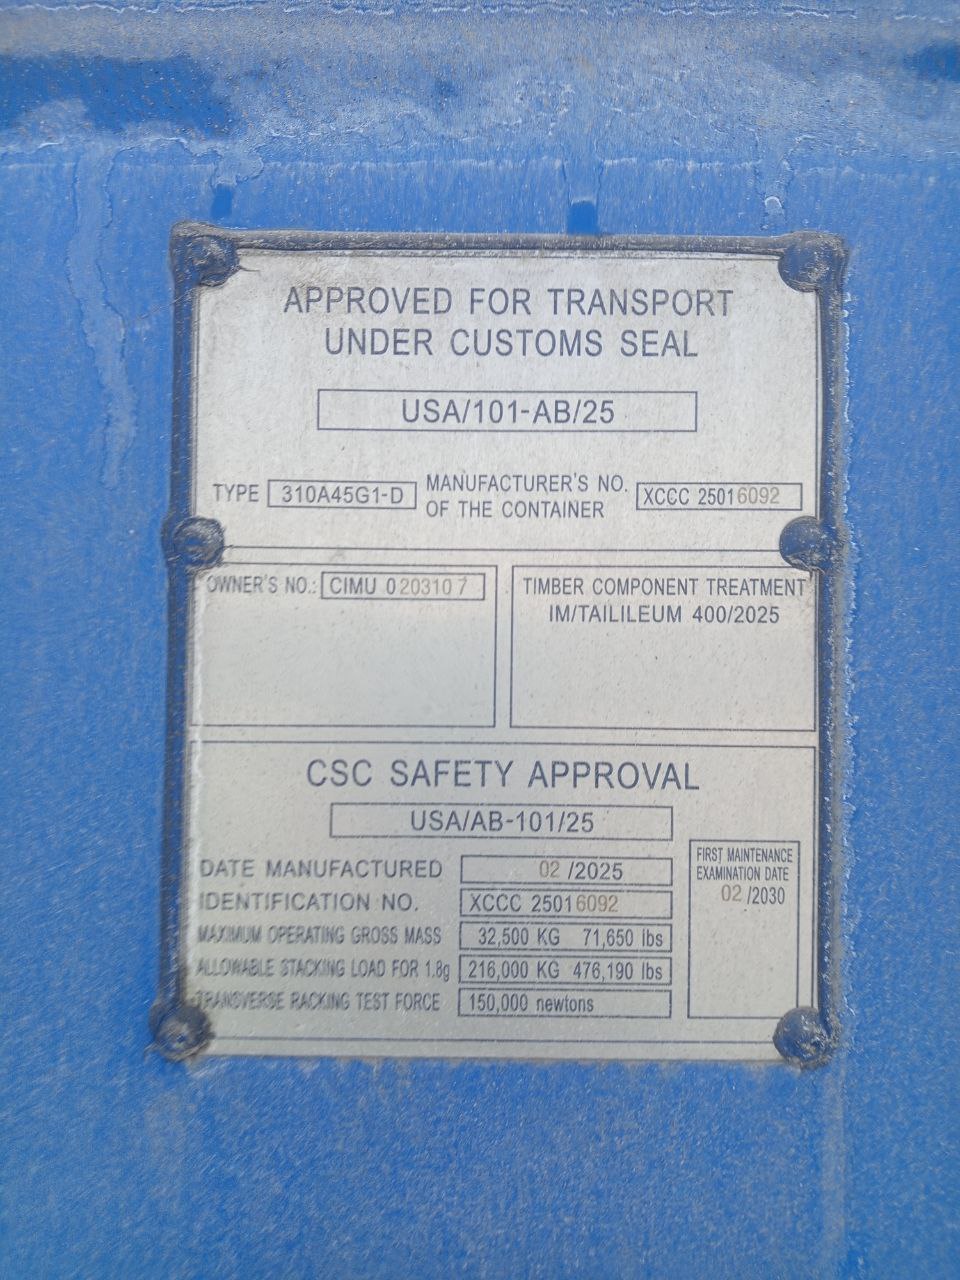 APPROVED FOR TRANSPORT
UNDER CUSTOMS SEAL
USA/101-AB/25
TYPE 310A45G1-D MANUFACTURER'S NO. OF THE CONTAINER XCCC 25016092
OWNER'S NO.: CIMU 020310 7
TIMBER COMPONENT TREATMENT
IM/TAILILEUM 400/2025
CSC SAFETY APPROVAL
USA/AB-101/25
DATE MANUFACTURED 02 /2025
IDENTIFICATION NO. XCCC 25016092
MAXIMUM OPERATING GROSS MASS 32,500 KG 71,650 lbs
ALLOWABLE STACKING LOAD FOR 1.8g 216,000 KG 476,190 lbs
TRANSVERSE RACKING TEST FORCE 150,000 newtons
FIRST MAINTENANCE
EXAMINATION DATE
02 /2030